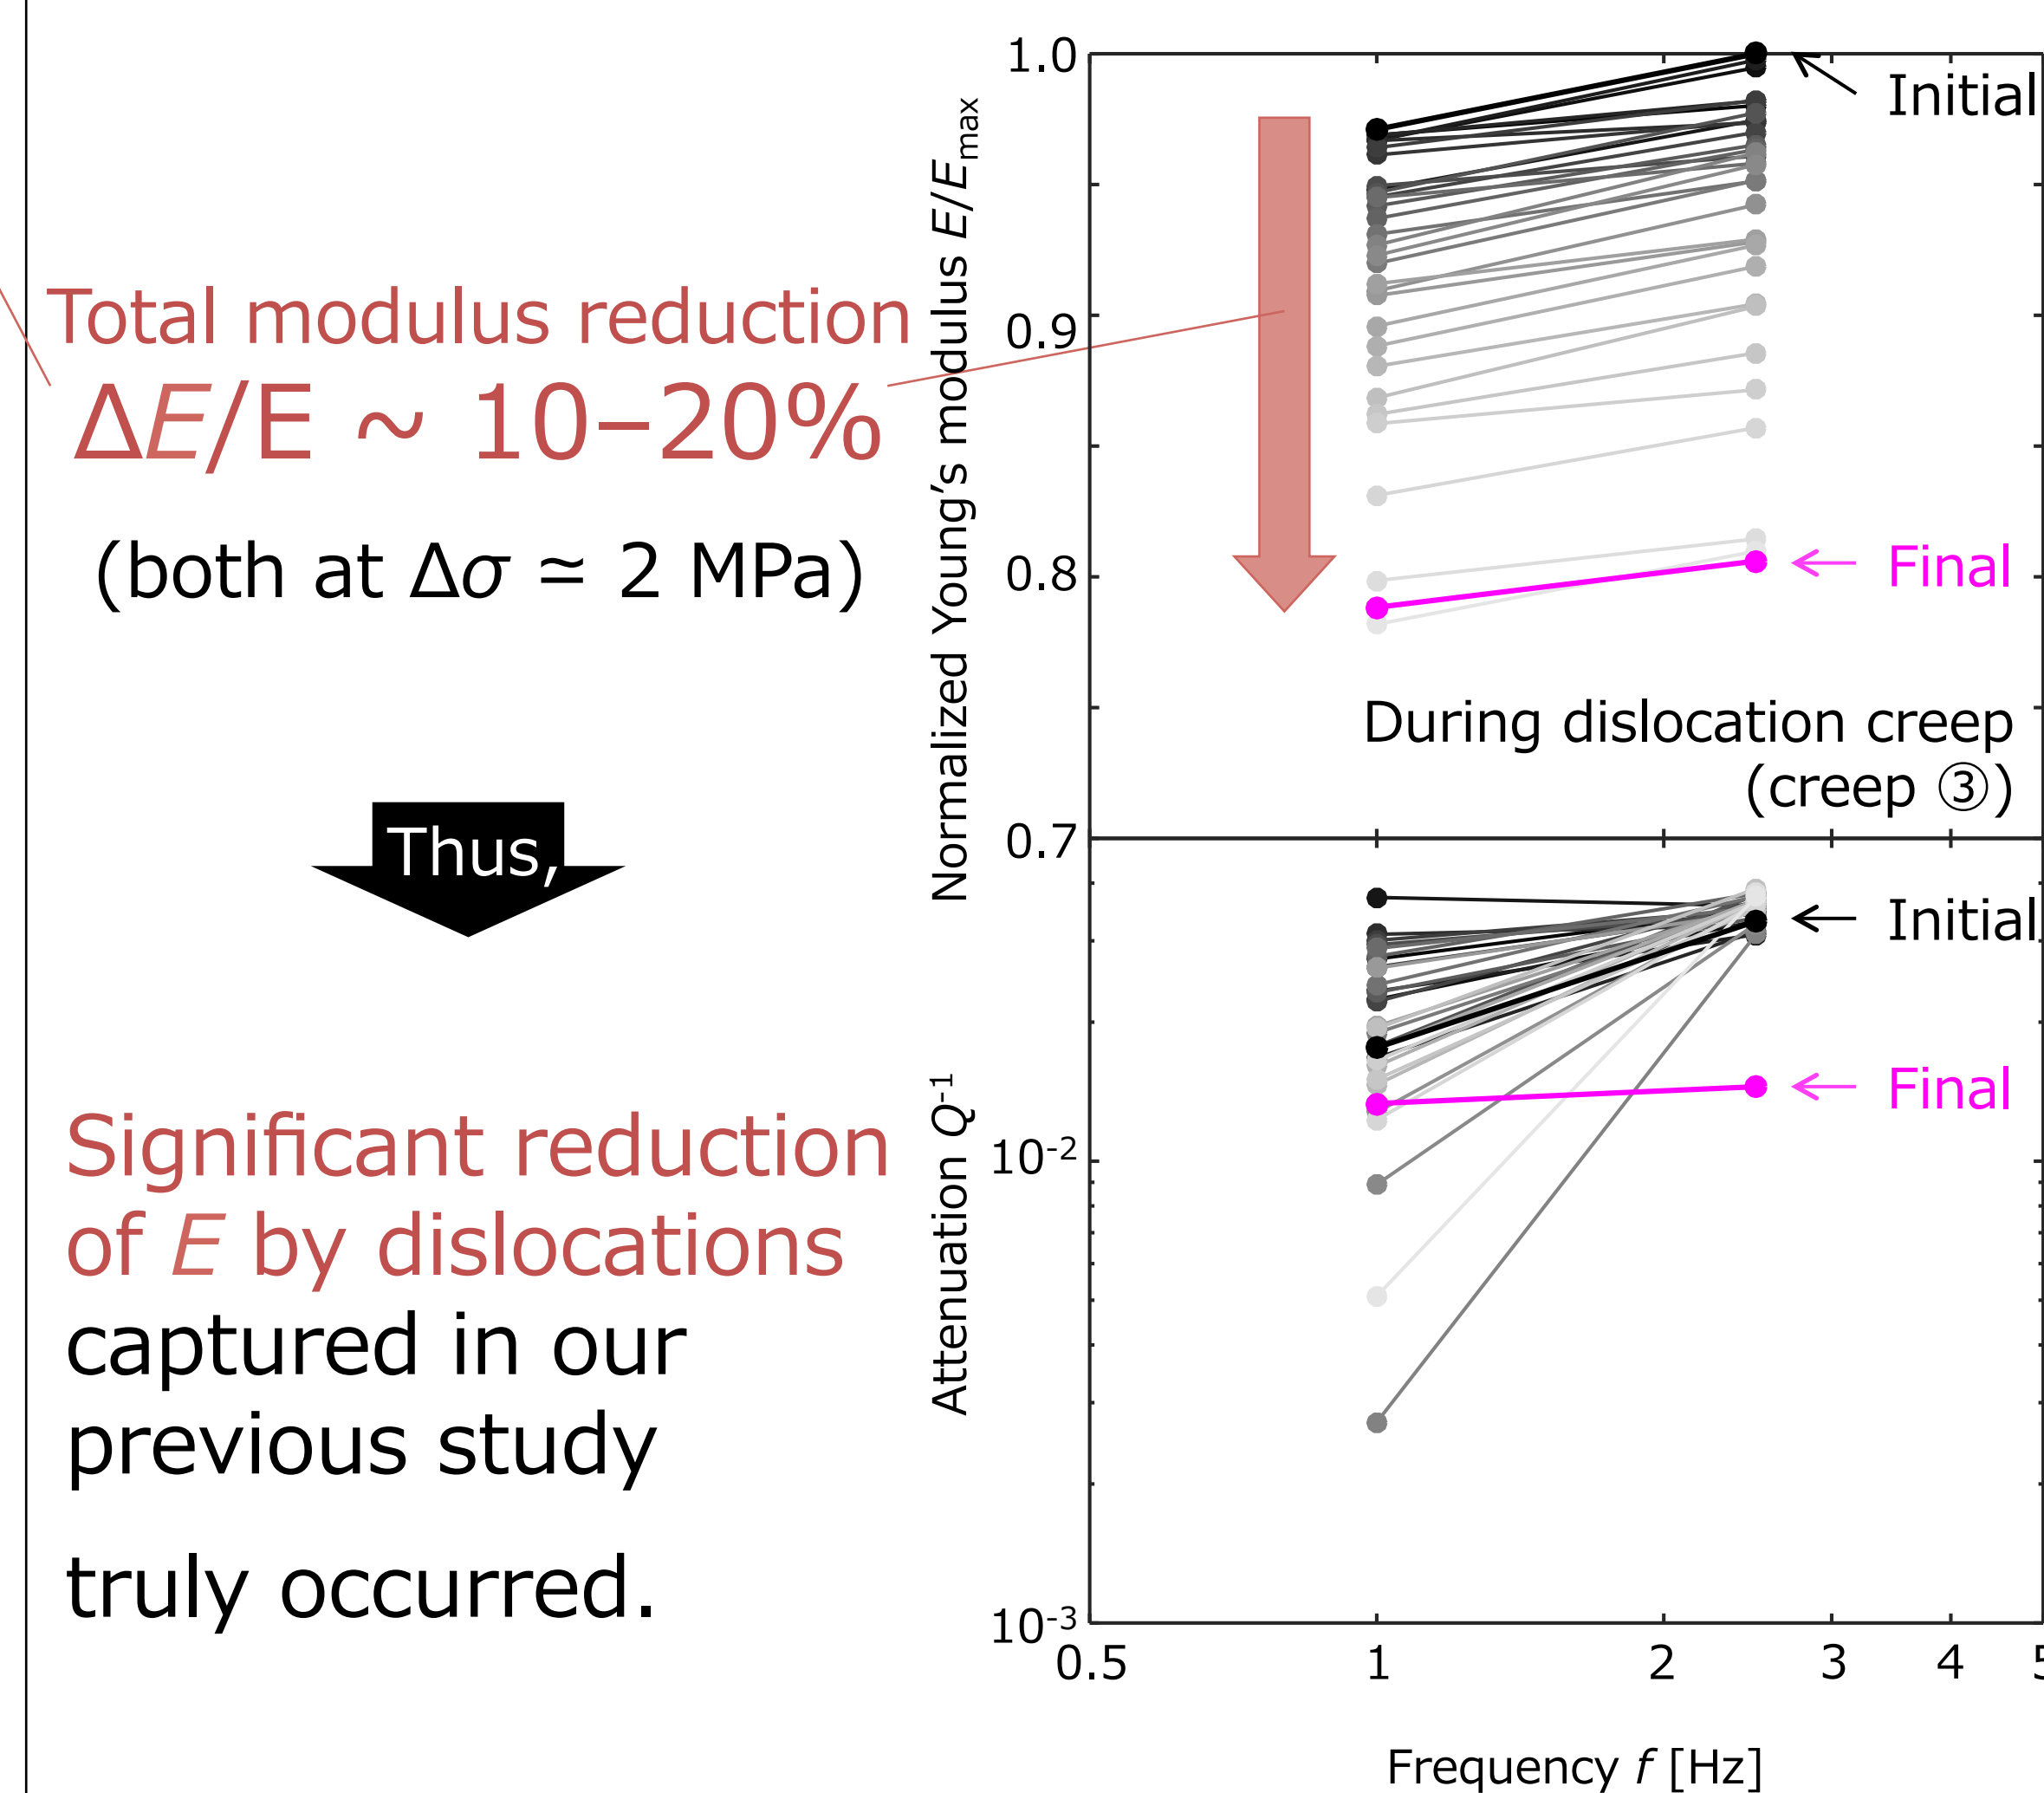 Total modulus reduction
ΔE/E ~ 10–20%
(both at Δσ ≃ 2 MPa)
Thus,
Significant reduction
of E by dislocations
captured in our
previous study
truly occurred.
Normalized Young's modulus E/Emax
1.0
0.9
0.8
0.7
Initial
Final
During dislocation creep
(creep ③)
Attenuation Q⁻¹
10⁻²
10⁻³
Initial
Final
0.5 1 2 3 4 5
Frequency f [Hz]